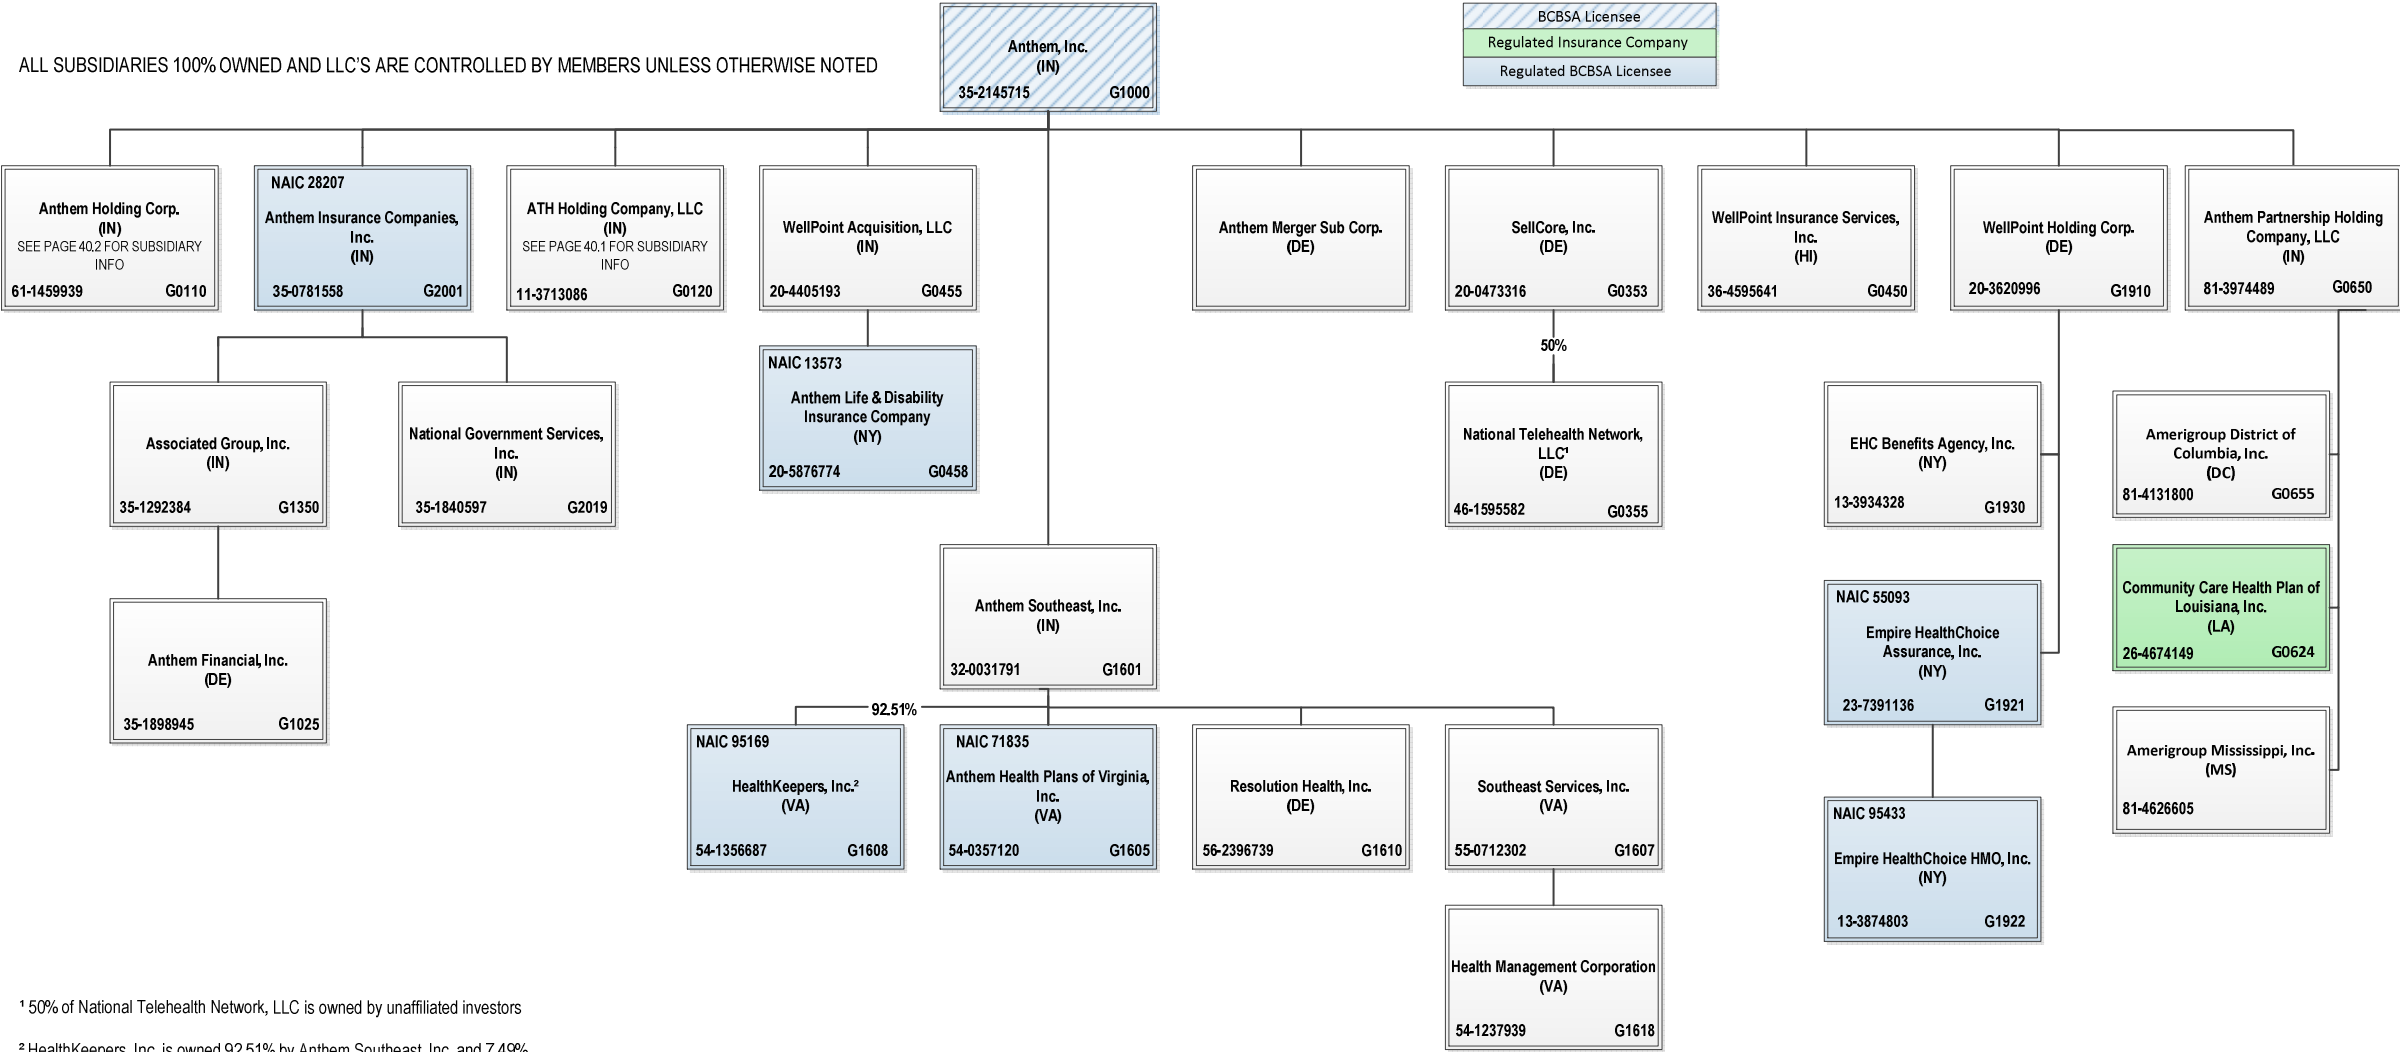 Anthem, Inc.
(IN)
35-2145715 G1000
BCBSA Licensee
Regulated Insurance Company
Regulated BCBSA Licensee
ALL SUBSIDIARIES 100% OWNED AND LLC'S ARE CONTROLLED BY MEMBERS UNLESS OTHERWISE NOTED
Anthem Holding Corp.
(IN)
SEE PAGE 40.2 FOR SUBSIDIARY
INFO
61-1459939 G0110
NAIC 28207
Anthem Insurance Companies,
Inc.
(IN)
35-0781558 G2001
ATH Holding Company, LLC
(IN)
SEE PAGE 40.1 FOR SUBSIDIARY
INFO
11-3713086 G0120
WellPoint Acquisition, LLC
(IN)
20-4405193 G0455
Anthem Merger Sub Corp.
(DE)
SellCore, Inc.
(DE)
20-0473316 G0353
WellPoint Insurance Services,
Inc.
(HI)
36-4595641 G0450
WellPoint Holding Corp.
(DE)
20-3620996 G1910
Anthem Partnership Holding
Company, LLC
(IN)
81-3974489 G0650
50%
Associated Group, Inc.
(IN)
35-1292384 G1350
National Government Services,
Inc.
(IN)
35-1840597 G2019
NAIC 13573
Anthem Life & Disability
Insurance Company
(NY)
20-5876774 G0458
National Telehealth Network,
LLC¹
(DE)
46-1595582 G0355
EHC Benefits Agency, Inc.
(NY)
13-3934328 G1930
Amerigroup District of
Columbia, Inc.
(DC)
81-4131800 G0655
Anthem Financial, Inc.
(DE)
35-1898945 G1025
Anthem Southeast, Inc.
(IN)
32-0031791 G1601
NAIC 55093
Empire HealthChoice
Assurance, Inc.
(NY)
23-7391136 G1921
Community Care Health Plan of
Louisiana, Inc.
(LA)
26-4674149 G0624
92.51%
NAIC 95169
HealthKeepers, Inc.²
(VA)
54-1356687 G1608
NAIC 71835
Anthem Health Plans of Virginia,
Inc.
(VA)
54-0357120 G1605
Resolution Health, Inc.
(DE)
56-2396739 G1610
Southeast Services, Inc.
(VA)
55-0712302 G1607
Amerigroup Mississippi, Inc.
(MS)
81-4626605
NAIC 95433
Empire HealthChoice HMO, Inc.
(NY)
13-3874803 G1922
Health Management Corporation
(VA)
54-1237939 G1618
¹ 50% of National Telehealth Network, LLC is owned by unaffiliated investors
² HealthKeepers, Inc. is owned 92.51% by Anthem Southeast, Inc. and 7.49%